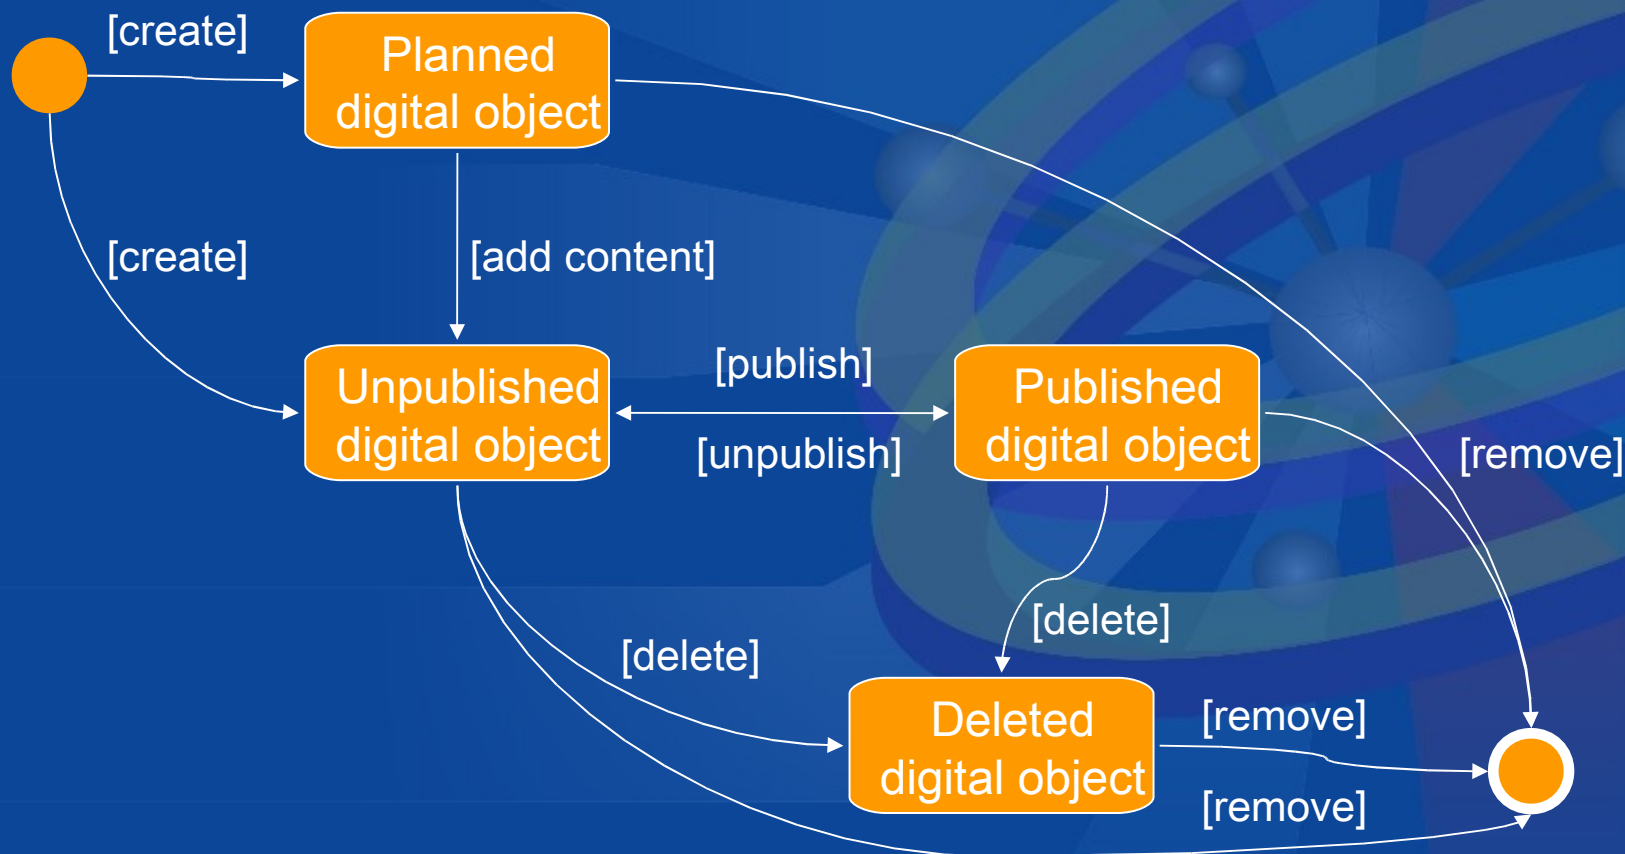 [create]
Planned
digital object
[create]
[add content]
Unpublished
digital object
[publish]
[unpublish]
Published
digital object
[remove]
[delete]
[delete]
Deleted
digital object
[remove]
[remove]